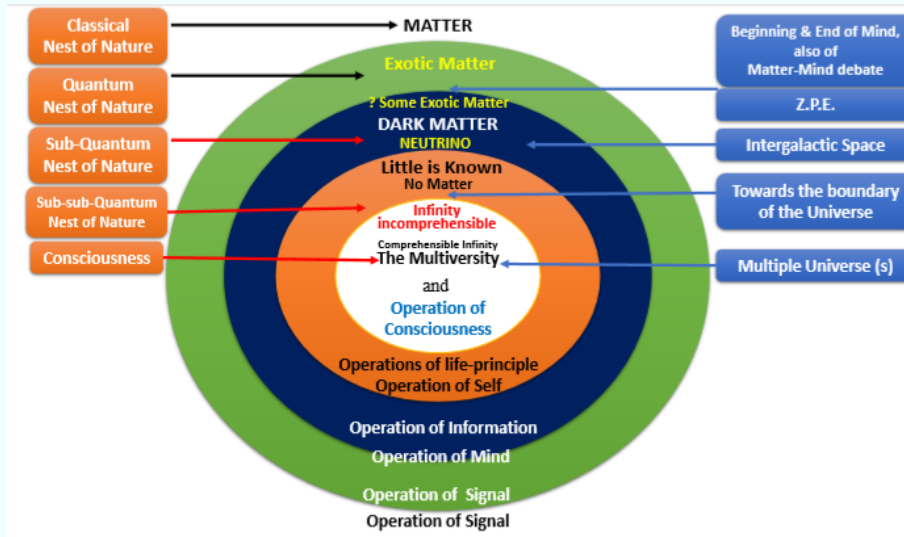 Classical
Nest of Nature
Quantum
Nest of Nature
Sub-Quantum
Nest of Nature
Sub-sub-Quantum
Nest of Nature
Consciousness
MATTER
Exotic Matter
? Some Exotic Matter
DARK MATTER
NEUTRINO
Little is Known
No Matter
Infinity
incomprehensible
Comprehensible Infinity
The Multiversity
and
Operation of
Consciousness
Operations of life-principle
Operation of Self
Operation of Information
Operation of Mind
Operation of Signal
Operation of Signal
Beginning & End of Mind,
also of
Matter-Mind debate
Z.P.E.
Intergalactic Space
Towards the boundary
of the Universe
Multiple Universe (s)